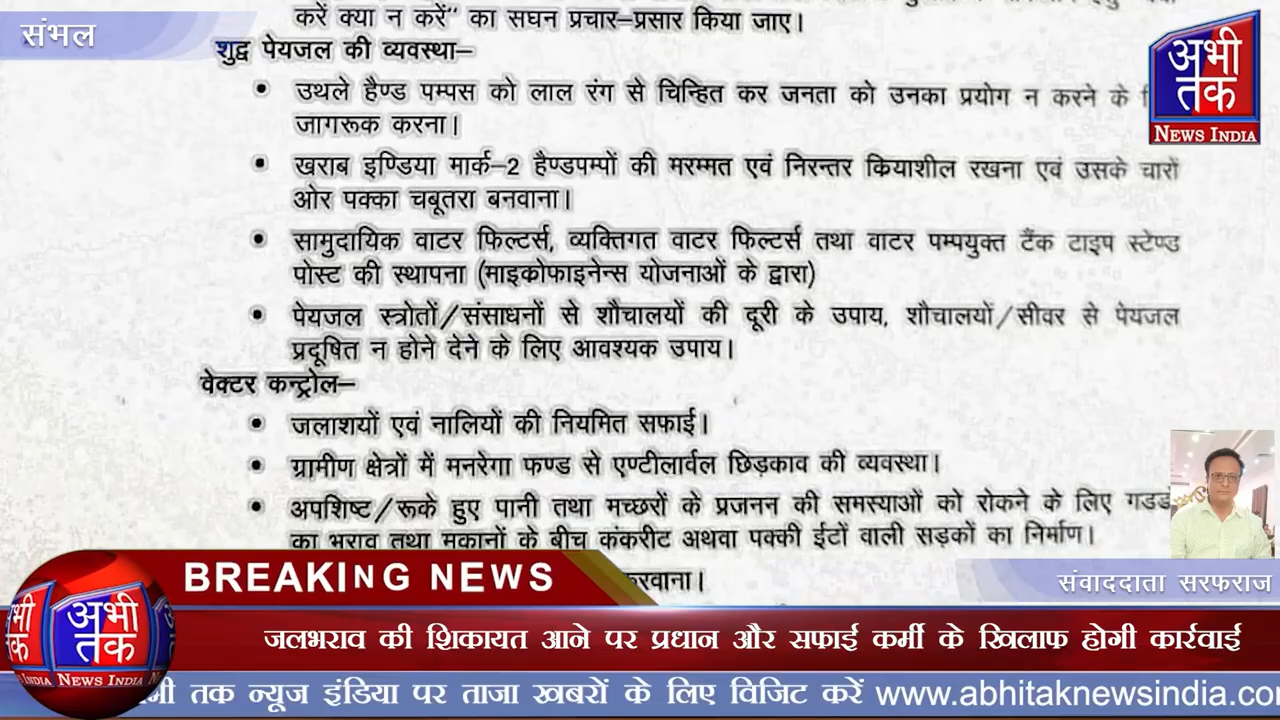 संभल
करें क्या न करें" का सघन प्रचार–प्रसार किया जाए।
शुद्व पेयजल की व्यवस्था–
• उथले हैण्ड पम्पस को लाल रंग से चिन्हित कर जनता को उनका प्रयोग न करने के
जागरूक करना।
• खराब इण्डिया मार्क–2 हैण्डपम्पों की मरम्मत एवं निरन्तर कियाशील रखना एवं उसके चारों
ओर पक्का चबूतरा बनवाना।
• सामुदायिक वाटर फिल्टर्स, व्यक्तिगत वाटर फिल्टर्स तथा वाटर पम्पयुक्त टैंक टाइप स्टेण्ड
पोस्ट की स्थापना (माइकोफाइनेन्स योजनाओं के द्वारा)
• पेयजल स्त्रोतों/संसाधनों से शौचालयों की दूरी के उपाय, शौचालयों/सीवर से पेयजल
प्रदूषित न होने देने के लिए आवश्यक उपाय।
वेक्टर कन्ट्रोल–
• जलाशयों एवं नालियों की नियमित सफाई।
• ग्रामीण क्षेत्रों में मनरेगा फण्ड से एण्टीलार्वल छिड़काव की व्यवस्था।
• अपशिष्ट/रूके हुए पानी तथा मच्छरों के प्रजनन की समस्याओं को रोकने के लिए गडड
का भराव तथा मकानों के बीच कंकरीट अथवा पक्की ईटों वाली सड़कों का निर्माण।
करवाना।
अभी
तक
NEWS INDIA
संवाददाता सरफराज
BREAKING NEWS
अभी
तक
NEWS INDIA
जलभराव की शिकायत आने पर प्रधान और सफाई कर्मी के खिलाफ होगी कार्रवाई
भी तक न्यूज इंडिया पर ताजा खबरों के लिए विजिट करें www.abhitaknewsindia.co